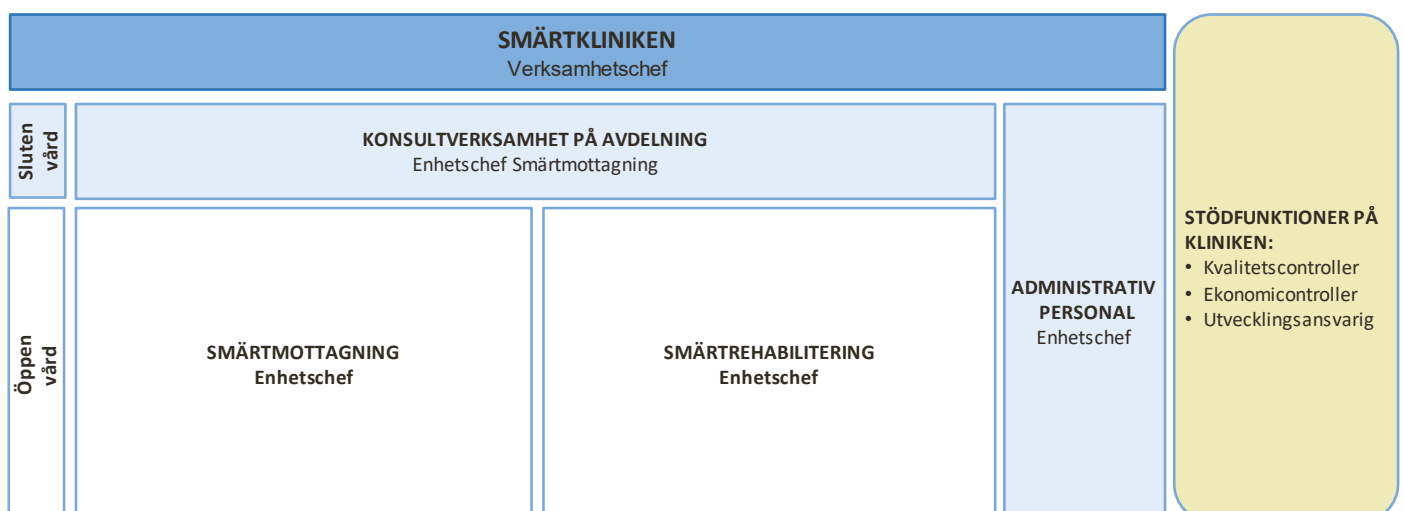 SMÄRTKLINIKEN
Verksamhetschef
Sluten
vård
KONSULTVERKSAMHET PÅ AVDELNING
Enhetschef Smärtmottagning
Öppen
vård
SMÄRTMOTTAGNING
Enhetschef
SMÄRTREHABILITERING
Enhetschef
ADMINISTRATIV
PERSONAL
Enhetschef
STÖDFUNKTIONER PÅ
KLINIKEN:
• Kvalitetscontroller
• Ekonomicontroller
• Utvecklingsansvarig